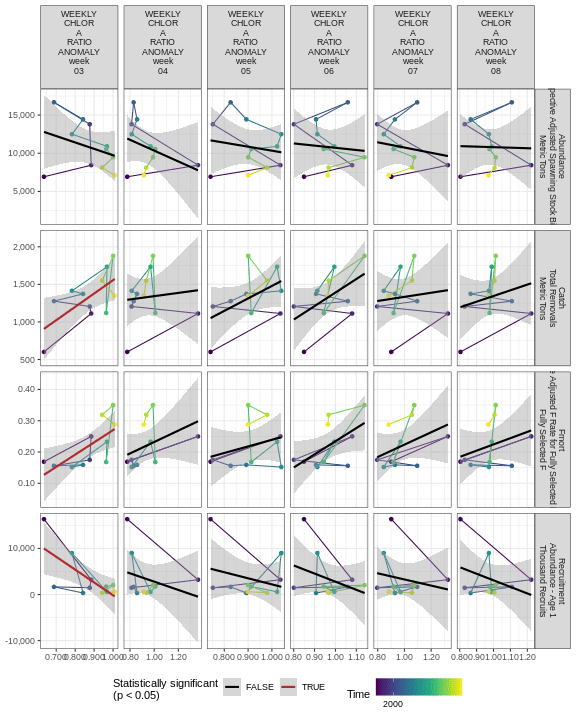 WEEKLY
CHLOR
A
RATIO
ANOMALY
week
03
WEEKLY
CHLOR
A
RATIO
ANOMALY
week
04
WEEKLY
CHLOR
A
RATIO
ANOMALY
week
05
WEEKLY
CHLOR
A
RATIO
ANOMALY
week
06
WEEKLY
CHLOR
A
RATIO
ANOMALY
week
07
WEEKLY
CHLOR
A
RATIO
ANOMALY
week
08
15,000
10,000
5,000
Abundance
Adjusted Spawning Stock
Metric Tons
2,000
1,500
1,000
500
Catch
Total Removals
Metric Tons
0.40
0.30
0.20
0.10
Fmort
Adjusted F Rate for Fully Selected
Fully Selected F
10,000
0
-10,000
Recruitment
Abundance - Age 1
Thousand Recruits
0.700 0.800 0.900 1.000
0.80 1.00 1.20
0.800 0.900 1.000
0.80 0.90 1.00 1.10
0.80 1.00 1.20
0.80 0.90 1.00 1.10 1.20
Statistically significant
(p < 0.05)
FALSE
TRUE
Time
2000